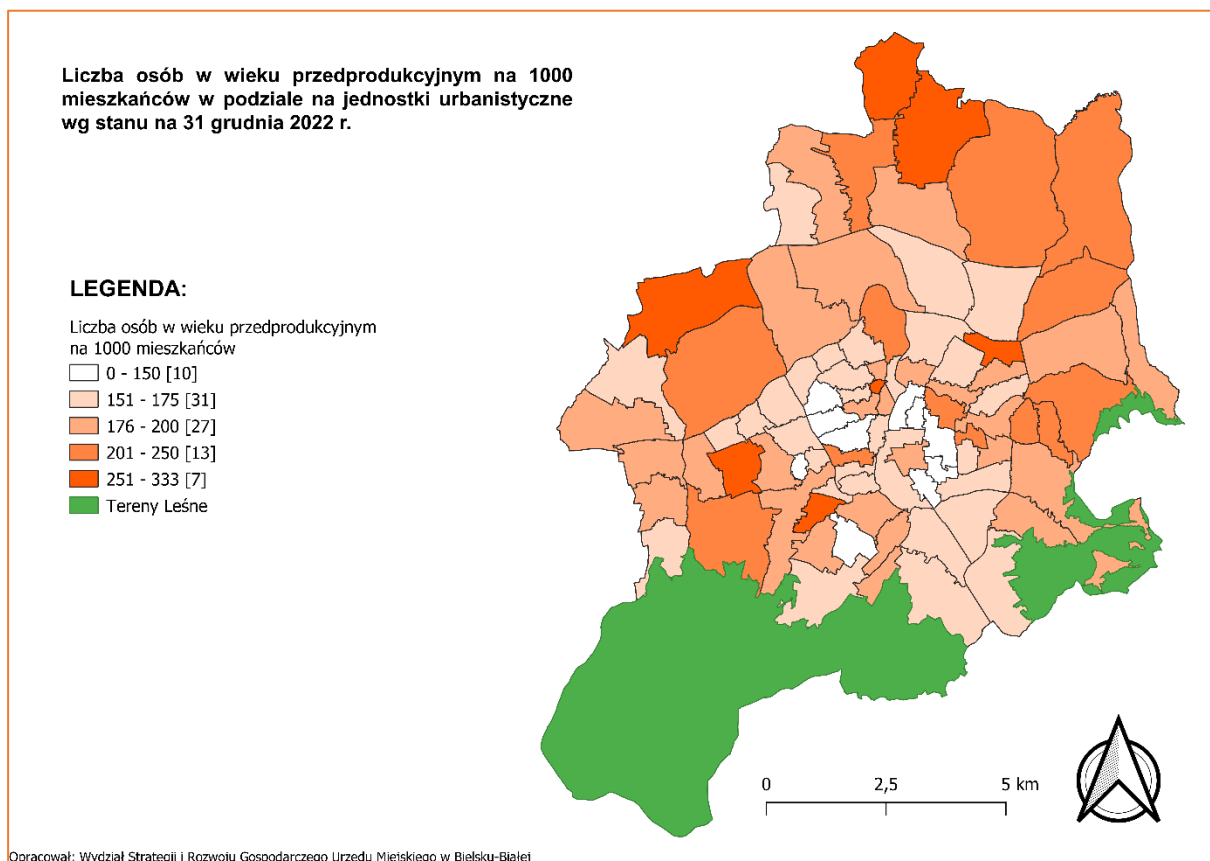 Liczba osób w wieku przedprodukcyjnym na 1000
mieszkańców w podziale na jednostki urbanistyczne
wg stanu na 31 grudnia 2022 r.
LEGENDA:
Liczba osób w wieku przedprodukcyjnym
na 1000 mieszkańców
0 - 150 [10]
151 - 175 [31]
176 - 200 [27]
201 - 250 [13]
251 - 333 [7]
Tereny Leśne
0 2,5 5 km
Opracował: Wydział Strategii i Rozwoju Gospodarczego Urzędu Miejskiego w Bielsku-Białej